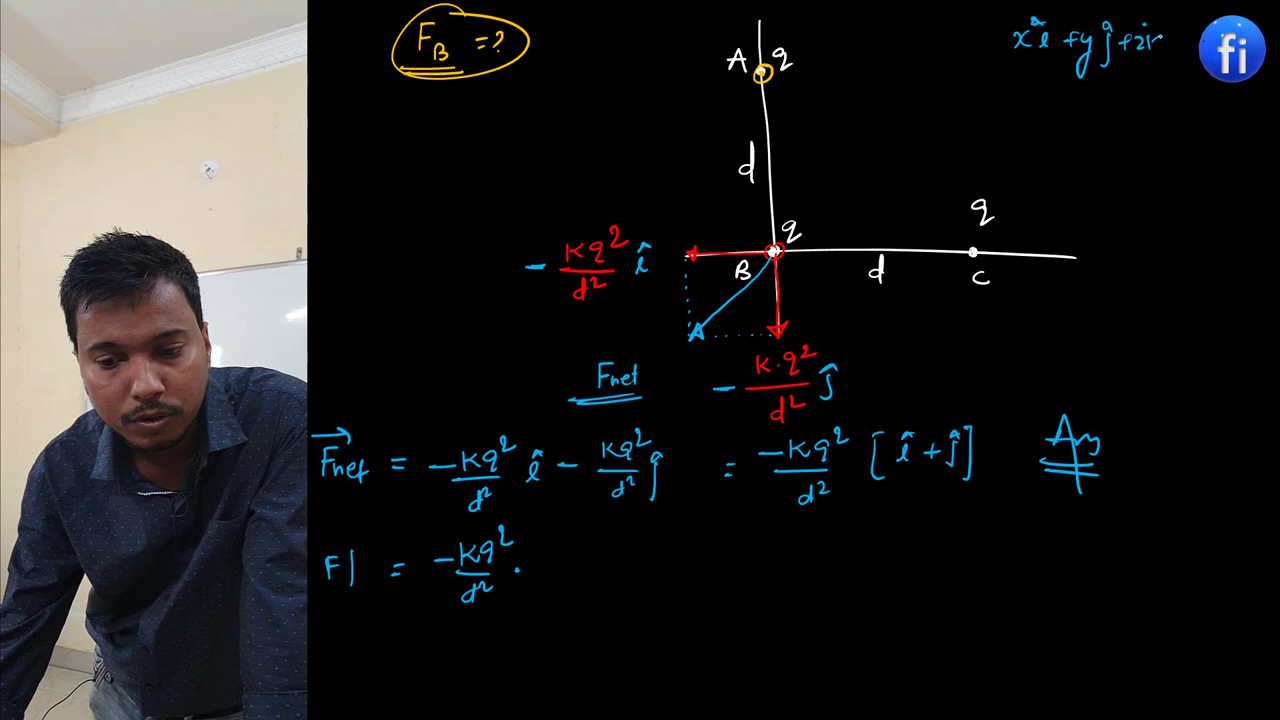 F_B = ?
x î + y ĵ + z
fi
A q
d
q
q
B
d
C
- Kq²/d² î
Fnet
- K·q²/d² ĵ
F⃗net = -Kq²/d² î - Kq²/d² ĵ = -Kq²/d² [î + ĵ] Ans
F| = -Kq²/d² .